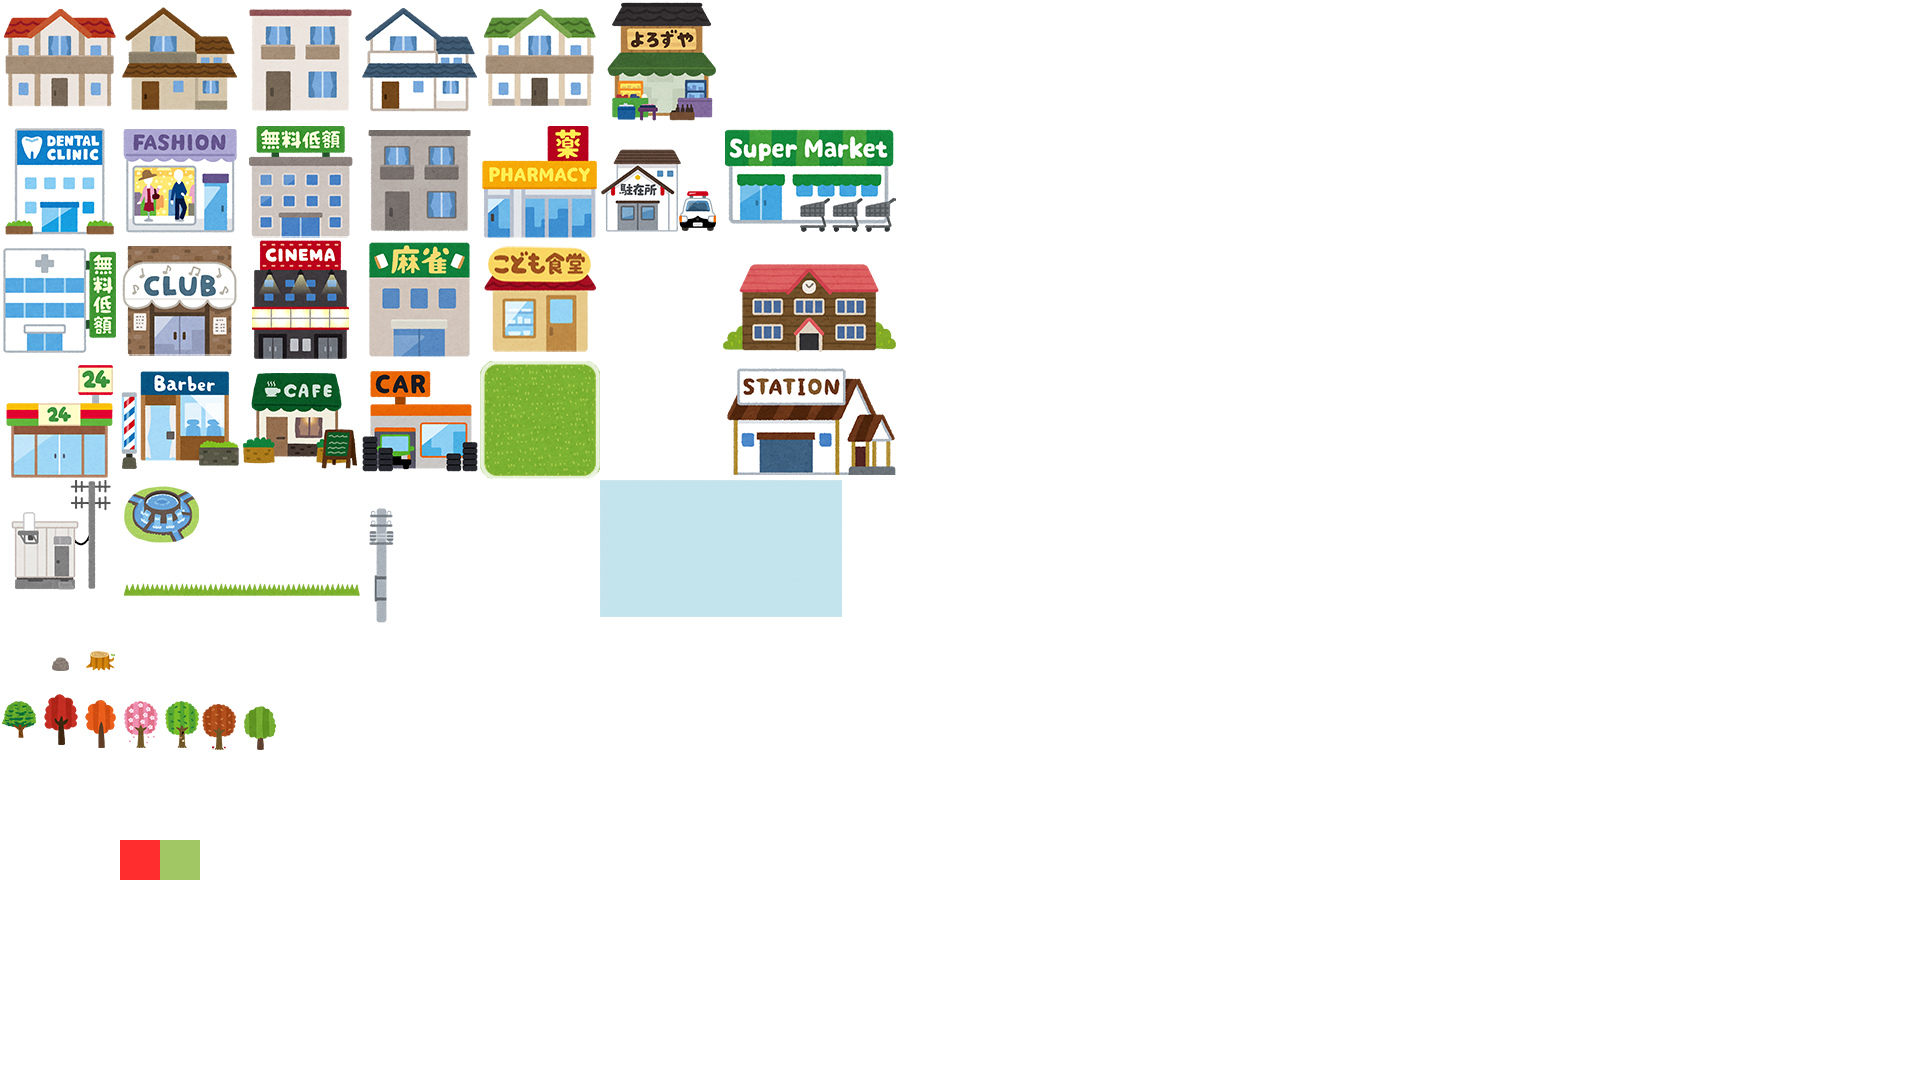 よろずや
DENTAL
CLINIC
FASHION
無料低額
薬
PHARMACY
駐在所
Super Market
無料低額
CLUB
CINEMA
麻雀
こども食堂
24
24
Barber
CAFE
CAR
STATION